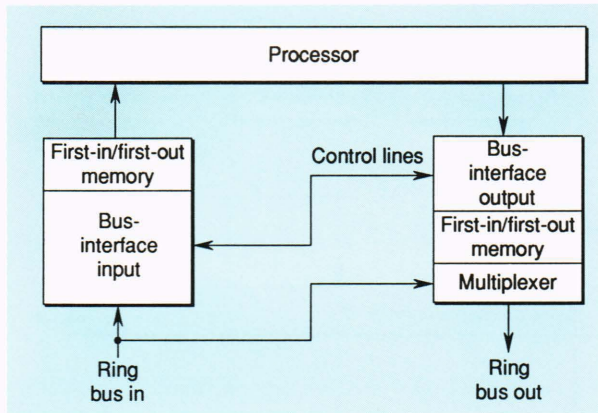 Processor
First-in/first-out
memory
Bus-
interface
input
Control lines
Bus-
interface
output
First-in/first-out
memory
Multiplexer
Ring
bus in
Ring
bus out